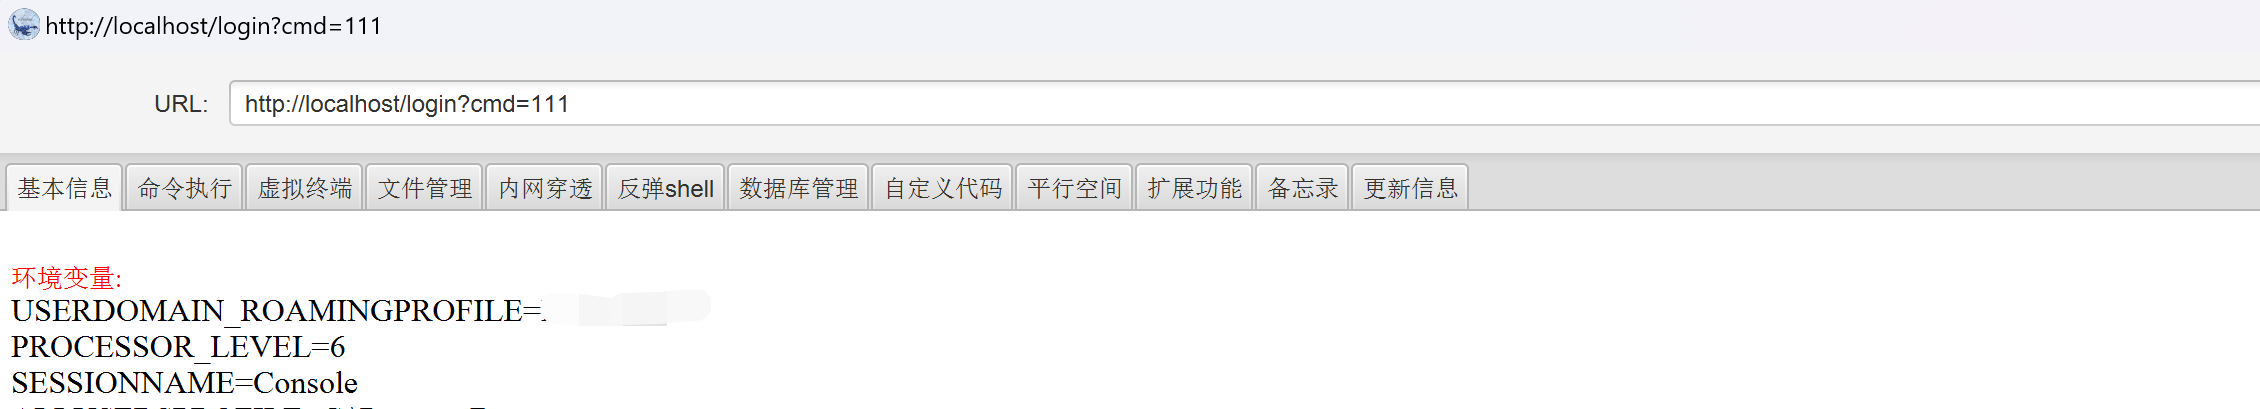 http://localhost/login?cmd=111
URL: http://localhost/login?cmd=111
基本信息 命令执行 虚拟终端 文件管理 内网穿透 反弹shell 数据库管理 自定义代码 平行空间 扩展功能 备忘录 更新信息
环境变量:
USERDOMAIN_ROAMINGPROFILE=
PROCESSOR_LEVEL=6
SESSIONNAME=Console